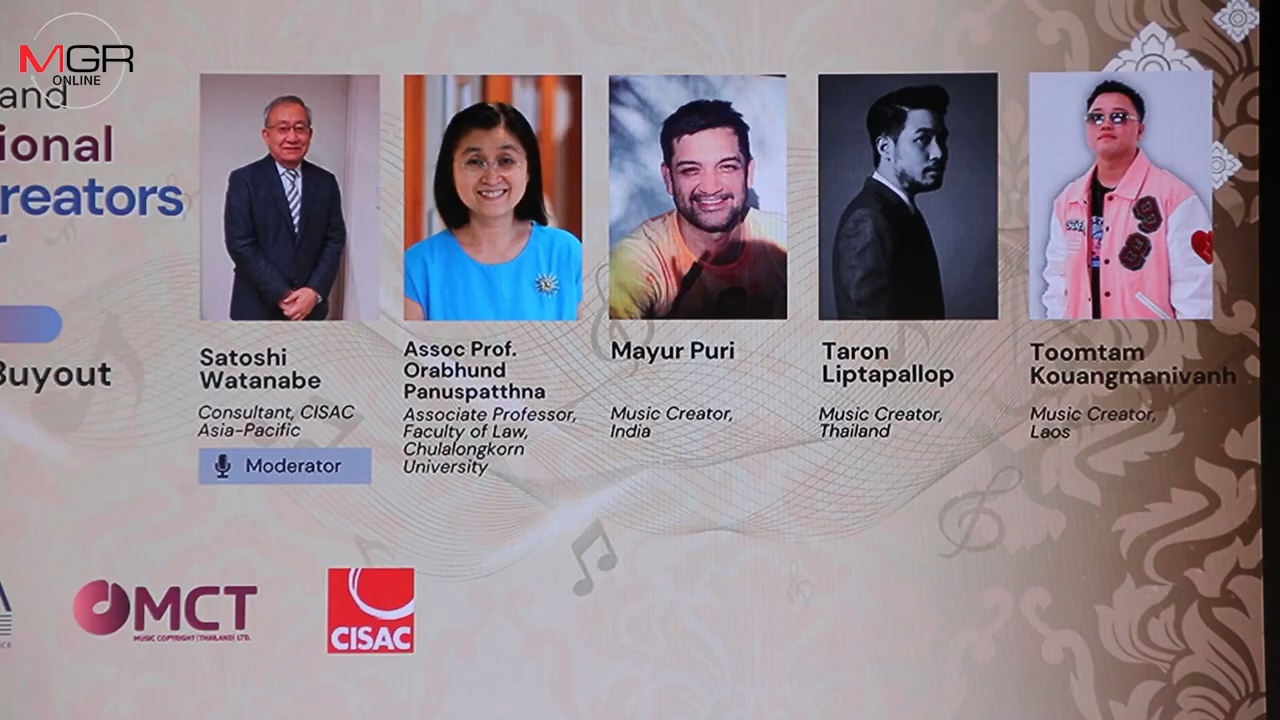 MGR
ONLINE
and
ional
reators
r
Buyout
Satoshi
Watanabe
Consultant, CISAC
Asia-Pacific
Moderator
Assoc Prof.
Orabhund
Panuspatthna
Associate Professor,
Faculty of Law,
Chulalongkorn
University
Mayur Puri
Music Creator,
India
Taron
Liptapallop
Music Creator,
Thailand
Toomtam
Kouangmanivanh
Music Creator,
Laos
98
MCT
MUSIC COPYRIGHT (THAILAND) LTD.
CISAC